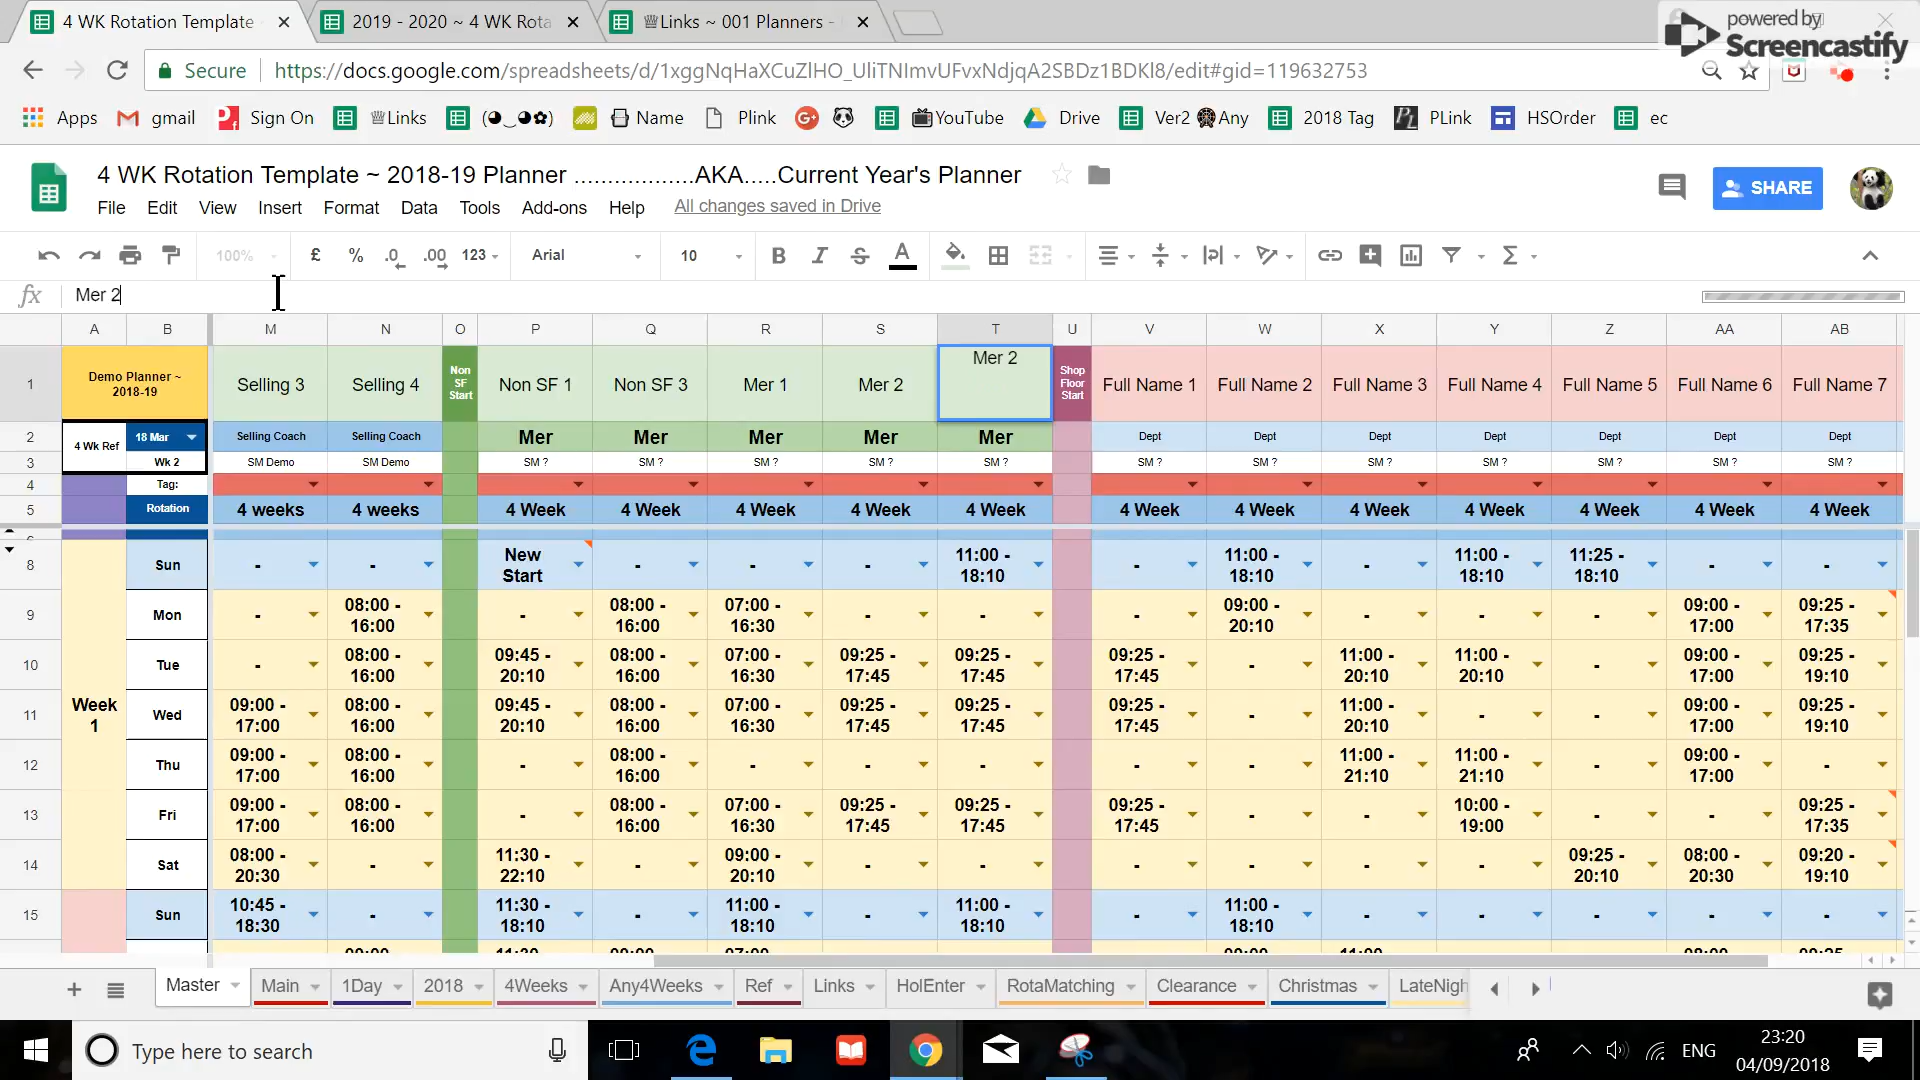 4 WK Rotation Template
2019 - 2020 ~ 4 WK Rota
♕Links ~ 001 Planners -
powered by
Screencastify
Secure
https://docs.google.com/spreadsheets/d/1xggNqHaXCuZlHO_UliTNImvUFvxNdjqA2SBDz1BDKl8/edit#gid=119632753
Apps gmail Sign On ♕Links (◕‿◕✿) Name Plink YouTube Drive Ver2 Any 2018 Tag PLink HSOrder ec
4 WK Rotation Template ~ 2018-19 Planner ..................AKA.....Current Year's Planner
SHARE
File Edit View Insert Format Data Tools Add-ons Help All changes saved in Drive
100% £ % .0 .00 123 Arial 10 B I S A Σ
fx Mer 2
A B M N O P Q R S T U V W X Y Z AA AB
1 Demo Planner ~ 2018-19 Selling 3 Selling 4 Non SF Start Non SF 1 Non SF 3 Mer 1 Mer 2 Mer 2 Shop Floor Start Full Name 1 Full Name 2 Full Name 3 Full Name 4 Full Name 5 Full Name 6 Full Name 7
2 4 Wk Ref 18 Mar Selling Coach Selling Coach Mer Mer Mer Mer Mer Dept Dept Dept Dept Dept Dept Dept
3 Wk 2 SM Demo SM Demo SM ? SM ? SM ? SM ? SM ? SM ? SM ? SM ? SM ? SM ? SM ? SM ?
4 Tag:
5 Rotation 4 weeks 4 weeks 4 Week 4 Week 4 Week 4 Week 4 Week 4 Week 4 Week 4 Week 4 Week 4 Week 4 Week 4 Week
8 Sun - - New Start - - - 11:00 - 18:10 - 11:00 - 18:10 - 11:00 - 18:10 11:25 - 18:10 - -
9 Mon - 08:00 - 16:00 - 08:00 - 16:00 07:00 - 16:30 - - - 09:00 - 20:10 - - - 09:00 - 17:00 09:25 - 17:35
10 Tue - 08:00 - 16:00 09:45 - 20:10 08:00 - 16:00 07:00 - 16:30 09:25 - 17:45 09:25 - 17:45 09:25 - 17:45 - 11:00 - 20:10 11:00 - 20:10 - 09:00 - 17:00 09:25 - 19:10
11 Week 1 Wed 09:00 - 17:00 08:00 - 16:00 09:45 - 20:10 08:00 - 16:00 07:00 - 16:30 09:25 - 17:45 09:25 - 17:45 09:25 - 17:45 - 11:00 - 20:10 - - 09:00 - 17:00 09:25 - 19:10
12 Thu 09:00 - 17:00 08:00 - 16:00 - 08:00 - 16:00 - - - - - 11:00 - 21:10 11:00 - 21:10 - 09:00 - 17:00 -
13 Fri 09:00 - 17:00 08:00 - 16:00 - 08:00 - 16:00 07:00 - 16:30 09:25 - 17:45 09:25 - 17:45 09:25 - 17:45 - - 10:00 - 19:00 - - 09:25 - 17:35
14 Sat 08:00 - 20:30 - 11:30 - 22:10 - 09:00 - 20:10 - - - - - - 09:25 - 20:10 08:00 - 20:30 09:20 - 19:10
15 Sun 10:45 - 18:30 - 11:30 - 18:10 - 11:00 - 18:10 - 11:00 - 18:10 - 11:00 - 18:10 - - - - -
Master Main 1Day 2018 4Weeks Any4Weeks Ref Links HolEnter RotaMatching Clearance Christmas LateNigh
Type here to search
ENG
23:20
04/09/2018